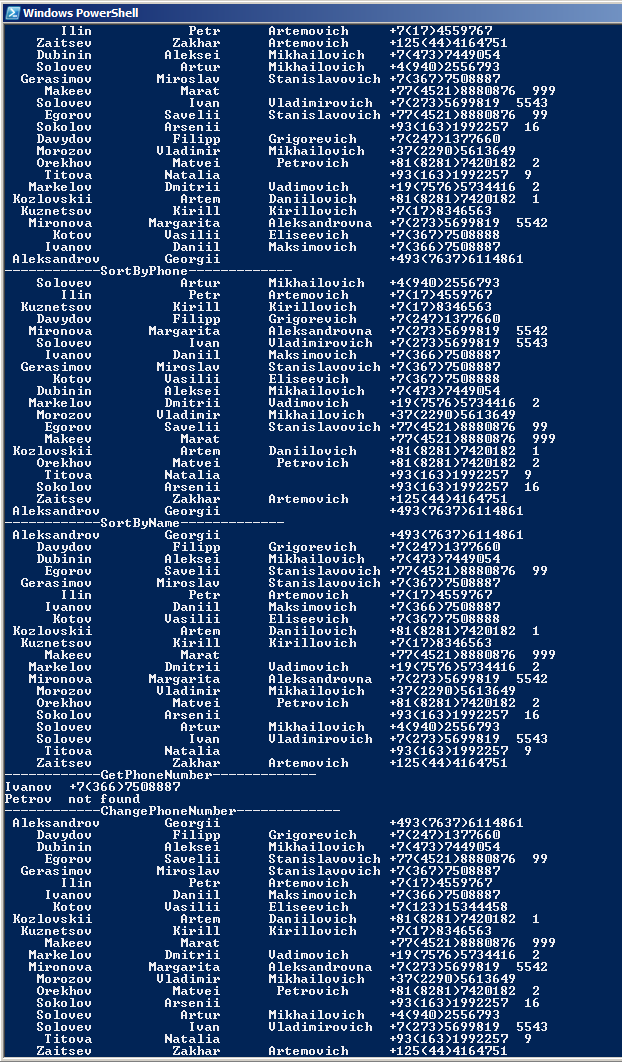 Windows PowerShell
Ilin Petr Artemovich +7(17)4559767
Zaitsev Zakhar Artemovich +125(44)4164751
Dubinin Aleksei Mikhailovich +7(473)7449054
Solovev Artur Mikhailovich +4(940)2556793
Gerasimov Miroslav Stanislavovich +7(367)7508887
Makeev Marat +77(4521)8880876 999
Solovev Ivan Vladimirovich +7(273)5699819 5543
Egorov Savelii Stanislavovich +77(4521)8880876 99
Sokolov Arsenii +93(163)1992257 16
Davydov Filipp Grigorevich +7(247)1377660
Morozov Vladimir Mikhailovich +37(2290)5613649
Orekhov Matvei Petrovich +81(8281)7420182 2
Titova Natalia +93(163)1992257 9
Markelov Dmitrii Vadimovich +19(7576)5734416 2
Kozlovskii Artem Daniilovich +81(8281)7420182 1
Kuznetsov Kirill Kirillovich +7(17)8346563
Mironova Margarita Aleksandrovna +7(273)5699819 5542
Kotov Vasilii Eliseevich +7(367)7508888
Ivanov Daniil Maksimovich +7(366)7508887
Aleksandrov Georgii +493(7637)6114861
------------SortByPhone-------------
Solovev Artur Mikhailovich +4(940)2556793
Ilin Petr Artemovich +7(17)4559767
Kuznetsov Kirill Kirillovich +7(17)8346563
Davydov Filipp Grigorevich +7(247)1377660
Mironova Margarita Aleksandrovna +7(273)5699819 5542
Solovev Ivan Vladimirovich +7(273)5699819 5543
Ivanov Daniil Maksimovich +7(366)7508887
Gerasimov Miroslav Stanislavovich +7(367)7508887
Kotov Vasilii Eliseevich +7(367)7508888
Dubinin Aleksei Mikhailovich +7(473)7449054
Markelov Dmitrii Vadimovich +19(7576)5734416 2
Morozov Vladimir Mikhailovich +37(2290)5613649
Egorov Savelii Stanislavovich +77(4521)8880876 99
Makeev Marat +77(4521)8880876 999
Kozlovskii Artem Daniilovich +81(8281)7420182 1
Orekhov Matvei Petrovich +81(8281)7420182 2
Titova Natalia +93(163)1992257 9
Sokolov Arsenii +93(163)1992257 16
Zaitsev Zakhar Artemovich +125(44)4164751
Aleksandrov Georgii +493(7637)6114861
------------SortByName-------------
Aleksandrov Georgii +493(7637)6114861
Davydov Filipp Grigorevich +7(247)1377660
Dubinin Aleksei Mikhailovich +7(473)7449054
Egorov Savelii Stanislavovich +77(4521)8880876 99
Gerasimov Miroslav Stanislavovich +7(367)7508887
Ilin Petr Artemovich +7(17)4559767
Ivanov Daniil Maksimovich +7(366)7508887
Kotov Vasilii Eliseevich +7(367)7508888
Kozlovskii Artem Daniilovich +81(8281)7420182 1
Kuznetsov Kirill Kirillovich +7(17)8346563
Makeev Marat +77(4521)8880876 999
Markelov Dmitrii Vadimovich +19(7576)5734416 2
Mironova Margarita Aleksandrovna +7(273)5699819 5542
Morozov Vladimir Mikhailovich +37(2290)5613649
Orekhov Matvei Petrovich +81(8281)7420182 2
Sokolov Arsenii +93(163)1992257 16
Solovev Artur Mikhailovich +4(940)2556793
Solovev Ivan Vladimirovich +7(273)5699819 5543
Titova Natalia +93(163)1992257 9
Zaitsev Zakhar Artemovich +125(44)4164751
------------GetPhoneNumber-------------
Ivanov +7(366)7508887
Petrov not found
------------ChangePhoneNumber-------------
Aleksandrov Georgii +493(7637)6114861
Davydov Filipp Grigorevich +7(247)1377660
Dubinin Aleksei Mikhailovich +7(473)7449054
Egorov Savelii Stanislavovich +77(4521)8880876 99
Gerasimov Miroslav Stanislavovich +7(367)7508887
Ilin Petr Artemovich +7(17)4559767
Ivanov Daniil Maksimovich +7(366)7508887
Kotov Vasilii Eliseevich +7(123)15344458
Kozlovskii Artem Daniilovich +81(8281)7420182 1
Kuznetsov Kirill Kirillovich +7(17)8346563
Makeev Marat +77(4521)8880876 999
Markelov Dmitrii Vadimovich +19(7576)5734416 2
Mironova Margarita Aleksandrovna +7(273)5699819 5542
Morozov Vladimir Mikhailovich +37(2290)5613649
Orekhov Matvei Petrovich +81(8281)7420182 2
Sokolov Arsenii +93(163)1992257 16
Solovev Artur Mikhailovich +4(940)2556793
Solovev Ivan Vladimirovich +7(273)5699819 5543
Titova Natalia +93(163)1992257 9
Zaitsev Zakhar Artemovich +125(44)4164751